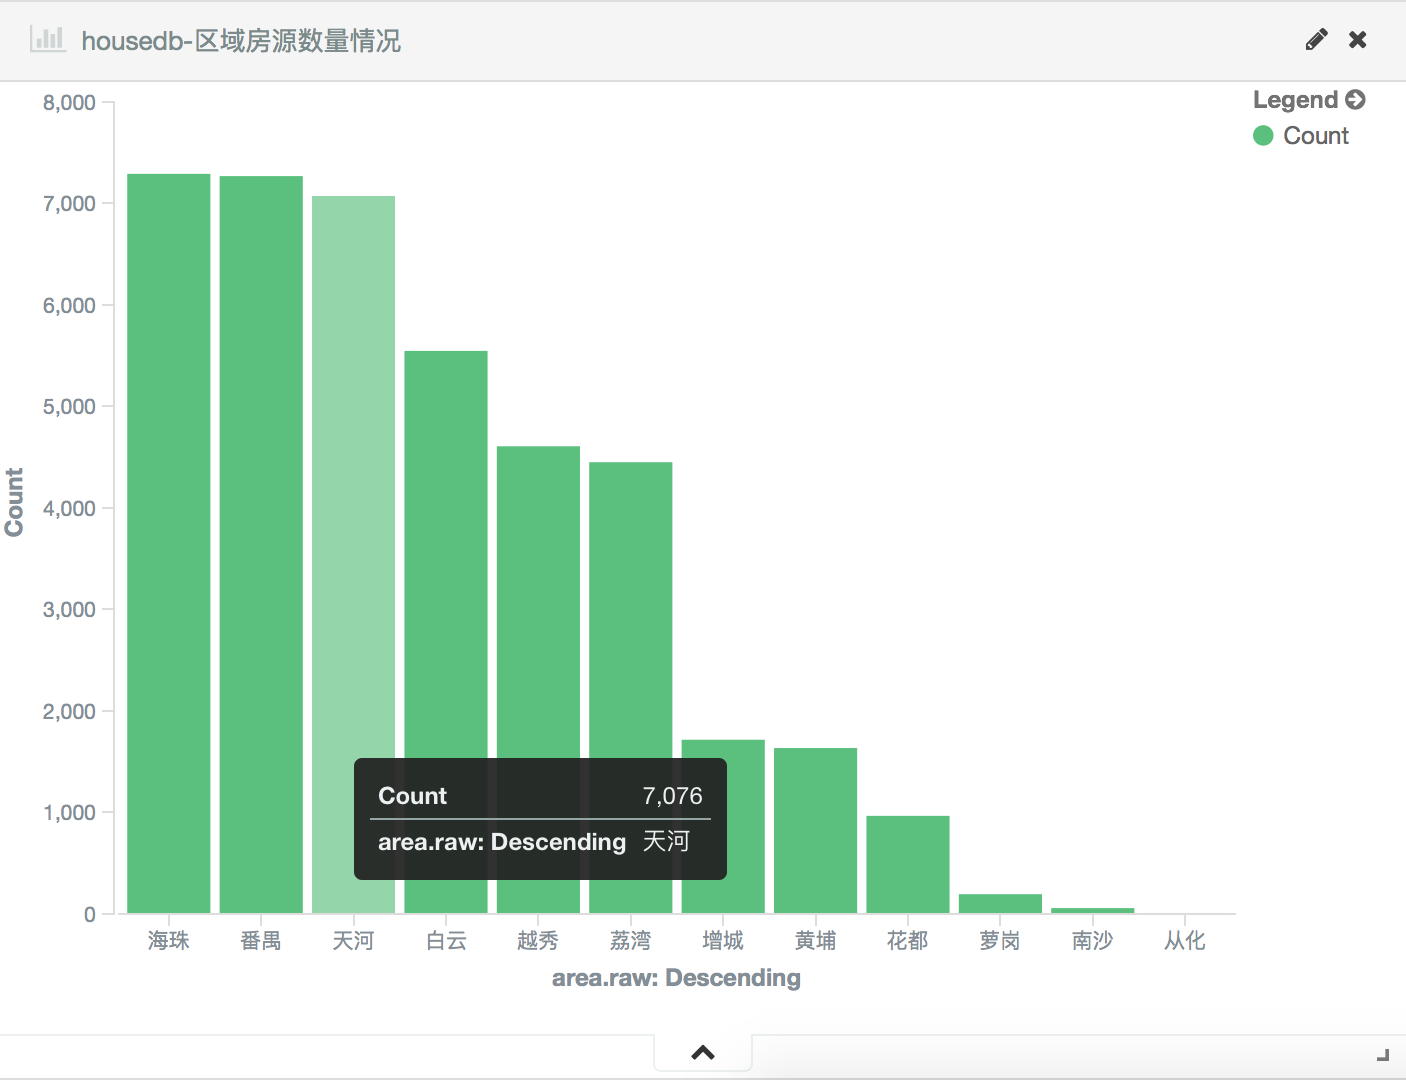 housedb-区域房源数量情况
Legend
Count
8,000
7,000
6,000
5,000
4,000
3,000
2,000
1,000
0
Count
Count 7,076
area.raw: Descending 天河
海珠 番禺 天河 白云 越秀 荔湾 增城 黄埔 花都 萝岗 南沙 从化
area.raw: Descending